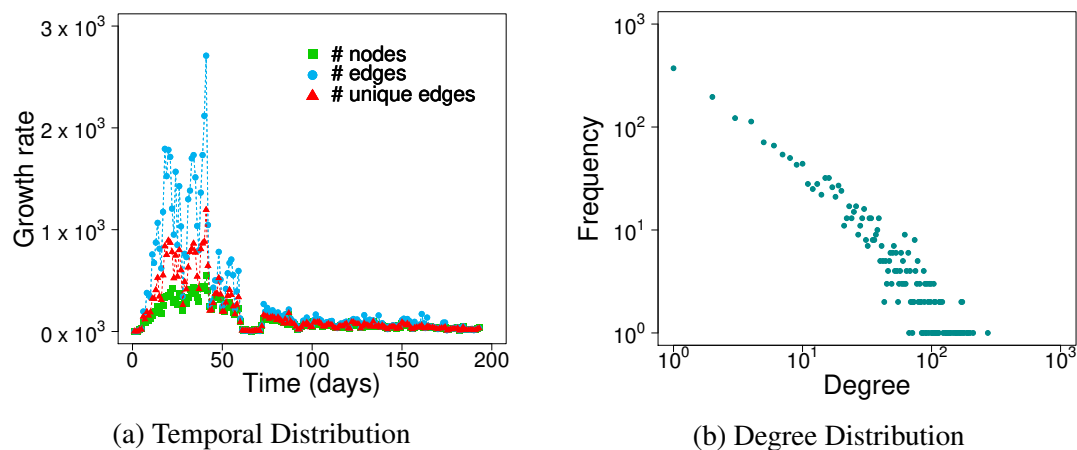 3 x 10³
2 x 10³
1 x 10³
0 x 10³
Growth rate
# nodes
# edges
# unique edges
0 50 100 150 200
Time (days)
(a) Temporal Distribution
10³
10²
10¹
10⁰
Frequency
10⁰ 10¹ 10² 10³
Degree
(b) Degree Distribution